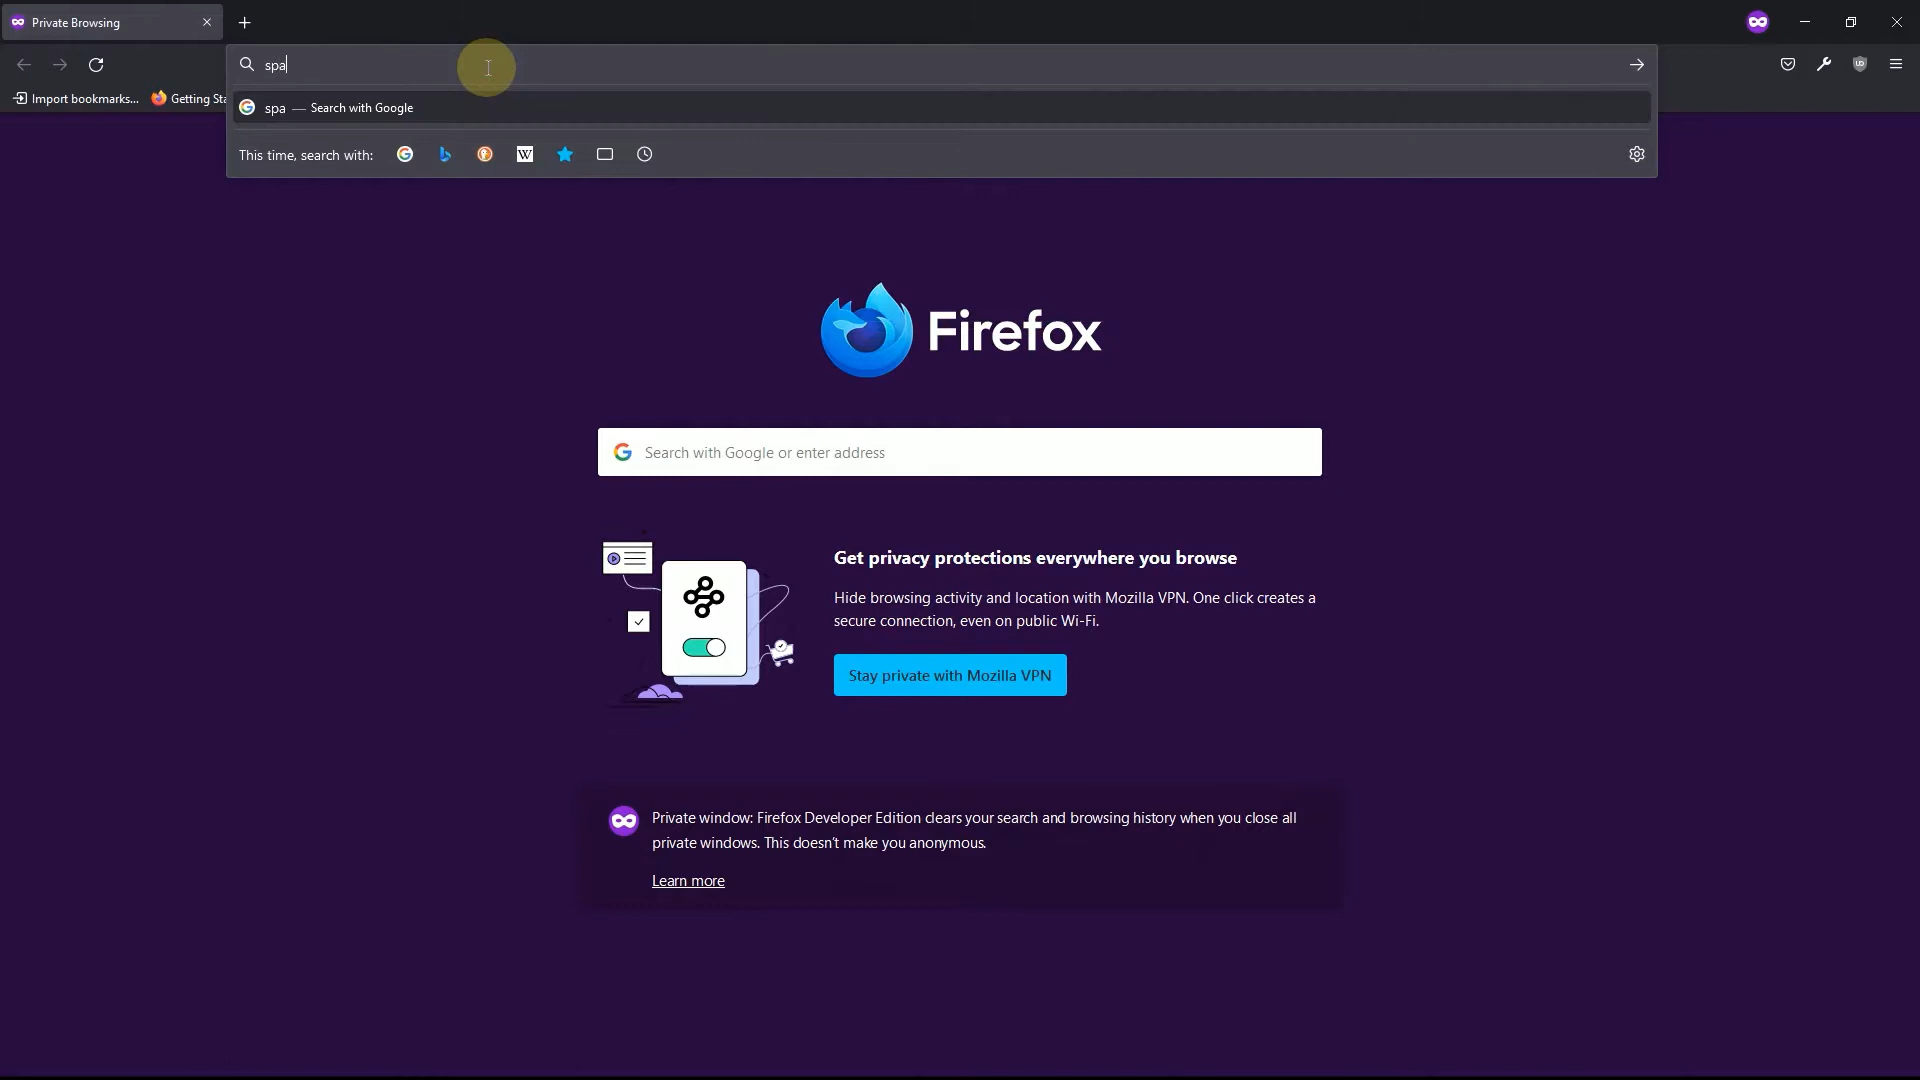 Private Browsing
spa
Import bookmarks...
Getting Sta
spa — Search with Google
This time, search with:
W
Firefox
Search with Google or enter address
Get privacy protections everywhere you browse
Hide browsing activity and location with Mozilla VPN. One click creates a
secure connection, even on public Wi-Fi.
Stay private with Mozilla VPN
Private window: Firefox Developer Edition clears your search and browsing history when you close all
private windows. This doesn't make you anonymous.
Learn more